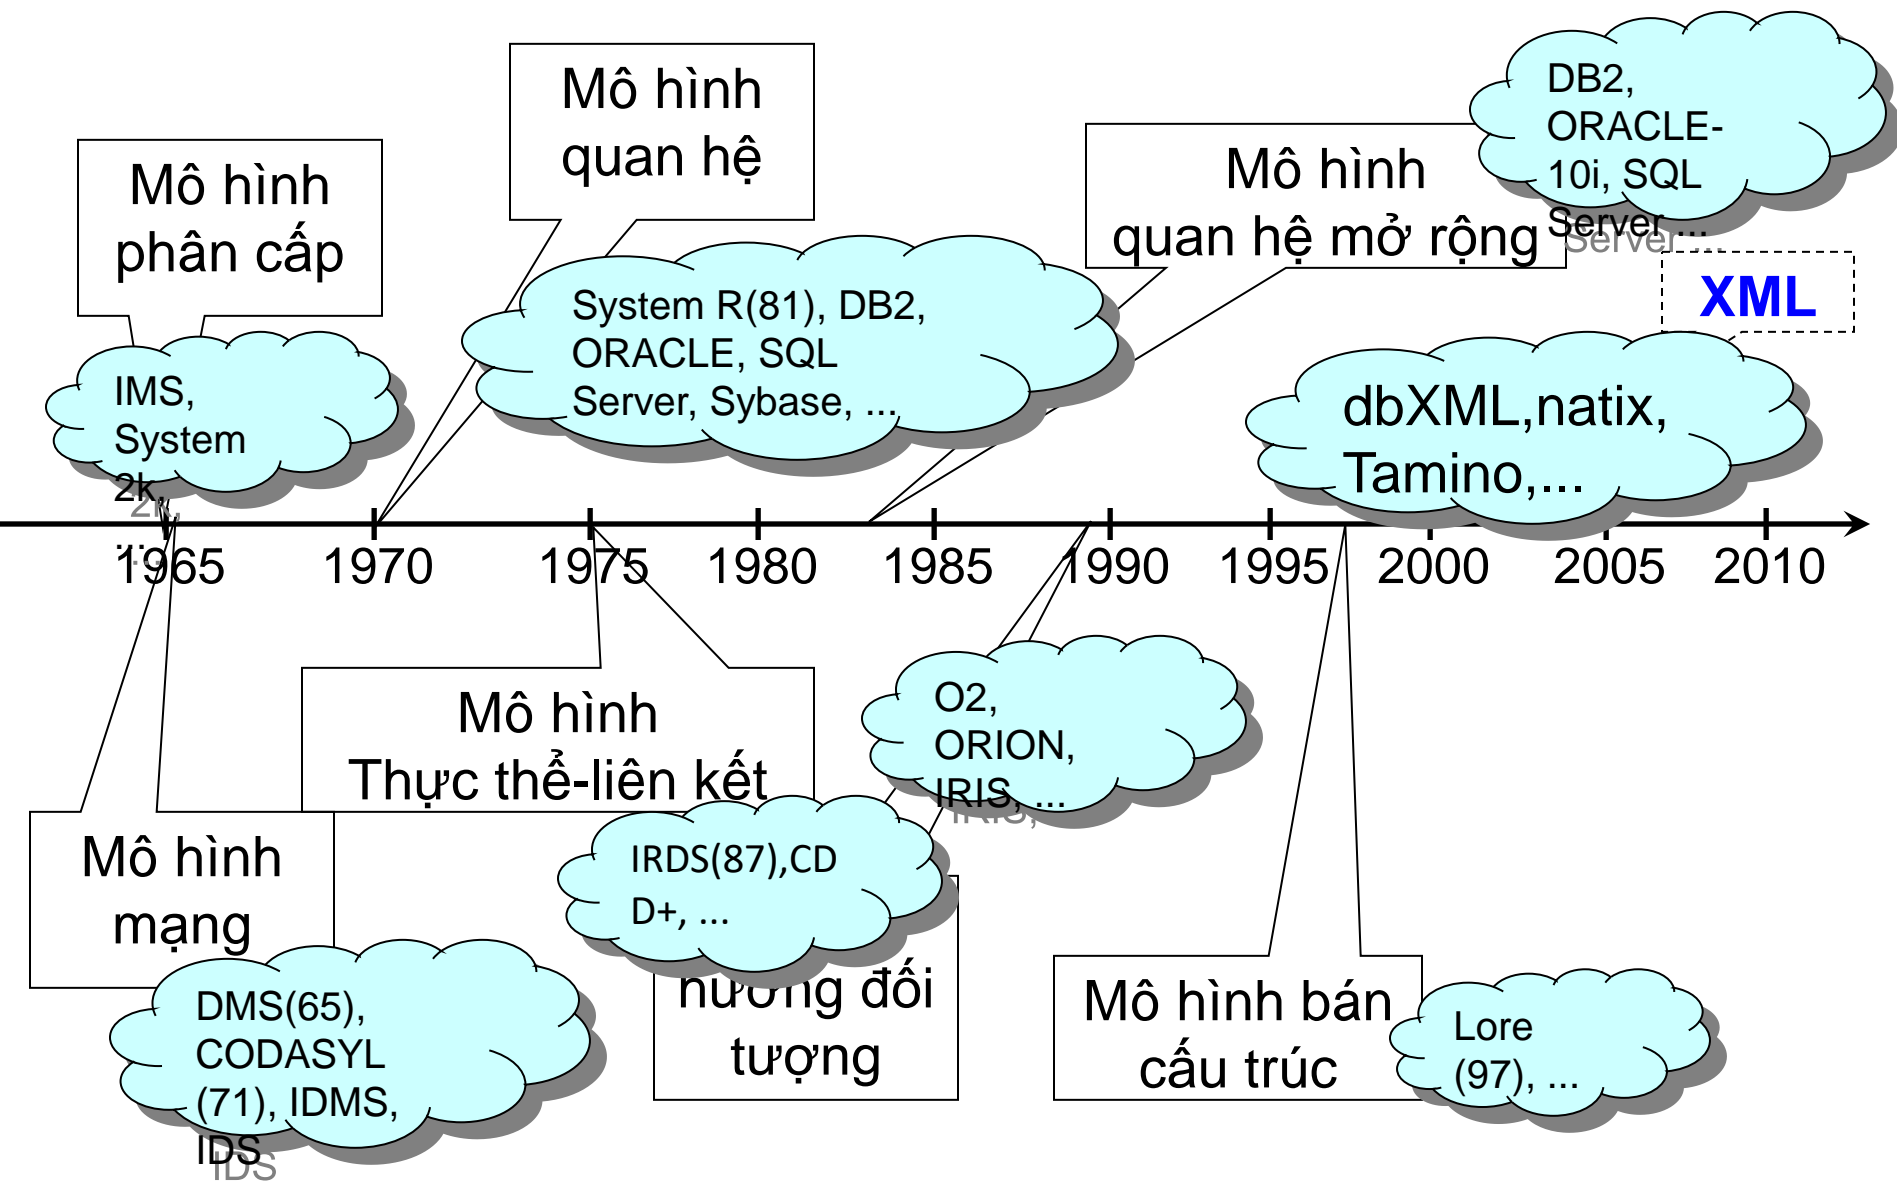 Mô hình
phân cấp
IMS,
System
2k,
...
Mô hình
quan hệ
System R(81), DB2,
ORACLE, SQL
Server, Sybase, ...
Mô hình
quan hệ mở rộng
DB2,
ORACLE-
10i, SQL
Server ...
XML
dbXML,natix,
Tamino,...
1965 1970 1975 1980 1985 1990 1995 2000 2005 2010
Mô hình
mạng
DMS(65),
CODASYL
(71), IDMS,
IDS
Mô hình
Thực thể-liên kết
IRDS(87),CD
D+, ...
O2,
ORION,
IRIS, ...
hướng đối
tượng
Mô hình bán
cấu trúc
Lore
(97), ...